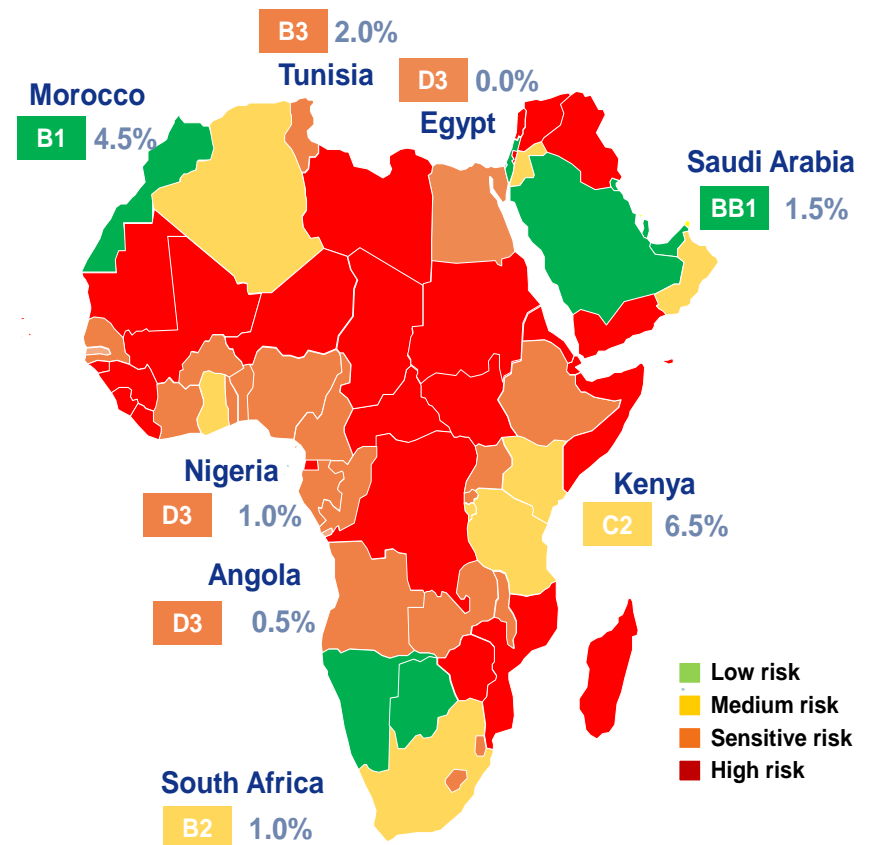 B3 2.0%
Tunisia
D3 0.0%
Egypt
Morocco
B1 4.5%
Saudi Arabia
BB1 1.5%
Nigeria
D3 1.0%
Kenya
C2 6.5%
Angola
D3 0.5%
South Africa
B2 1.0%
Low risk
Medium risk
Sensitive risk
High risk